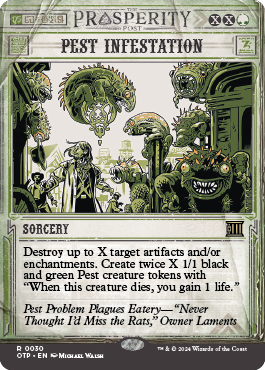 THE
PROSPERITY
POST
XX
PEST INFESTATION
SORCERY
Destroy up to X target artifacts and/or
enchantments. Create twice X 1/1 black
and green Pest creature tokens with
“When this creature dies, you gain 1 life.”
Pest Problem Plagues Eatery—“Never
Thought I’d Miss the Rats,” Owner Laments
R 0030
OTP • EN MICHAEL WALSH
™ & © 2024 Wizards of the Coast